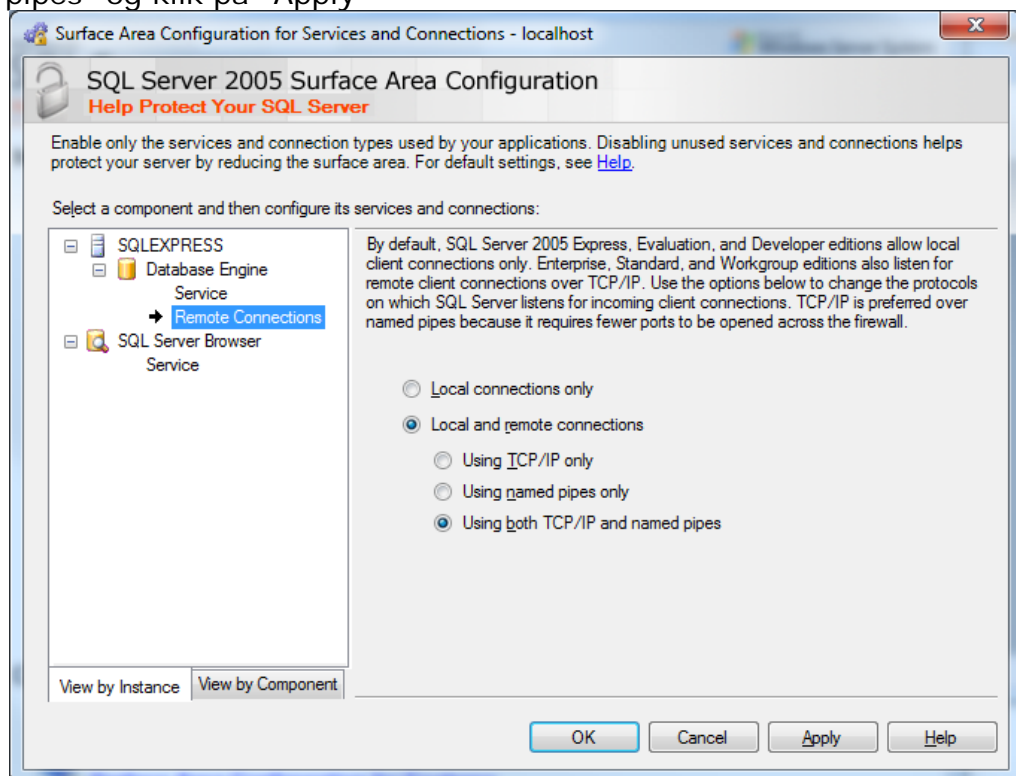 pipes" og klik på "Apply"
Surface Area Configuration for Services and Connections - localhost
SQL Server 2005 Surface Area Configuration
Help Protect Your SQL Server
Enable only the services and connection types used by your applications. Disabling unused services and connections helps
protect your server by reducing the surface area. For default settings, see Help.
Select a component and then configure its services and connections:
SQLEXPRESS
Database Engine
Service
Remote Connections
SQL Server Browser
Service
View by Instance
View by Component
By default, SQL Server 2005 Express, Evaluation, and Developer editions allow local
client connections only. Enterprise, Standard, and Workgroup editions also listen for
remote client connections over TCP/IP. Use the options below to change the protocols
on which SQL Server listens for incoming client connections. TCP/IP is preferred over
named pipes because it requires fewer ports to be opened across the firewall.
Local connections only
Local and remote connections
Using TCP/IP only
Using named pipes only
Using both TCP/IP and named pipes
OK
Cancel
Apply
Help